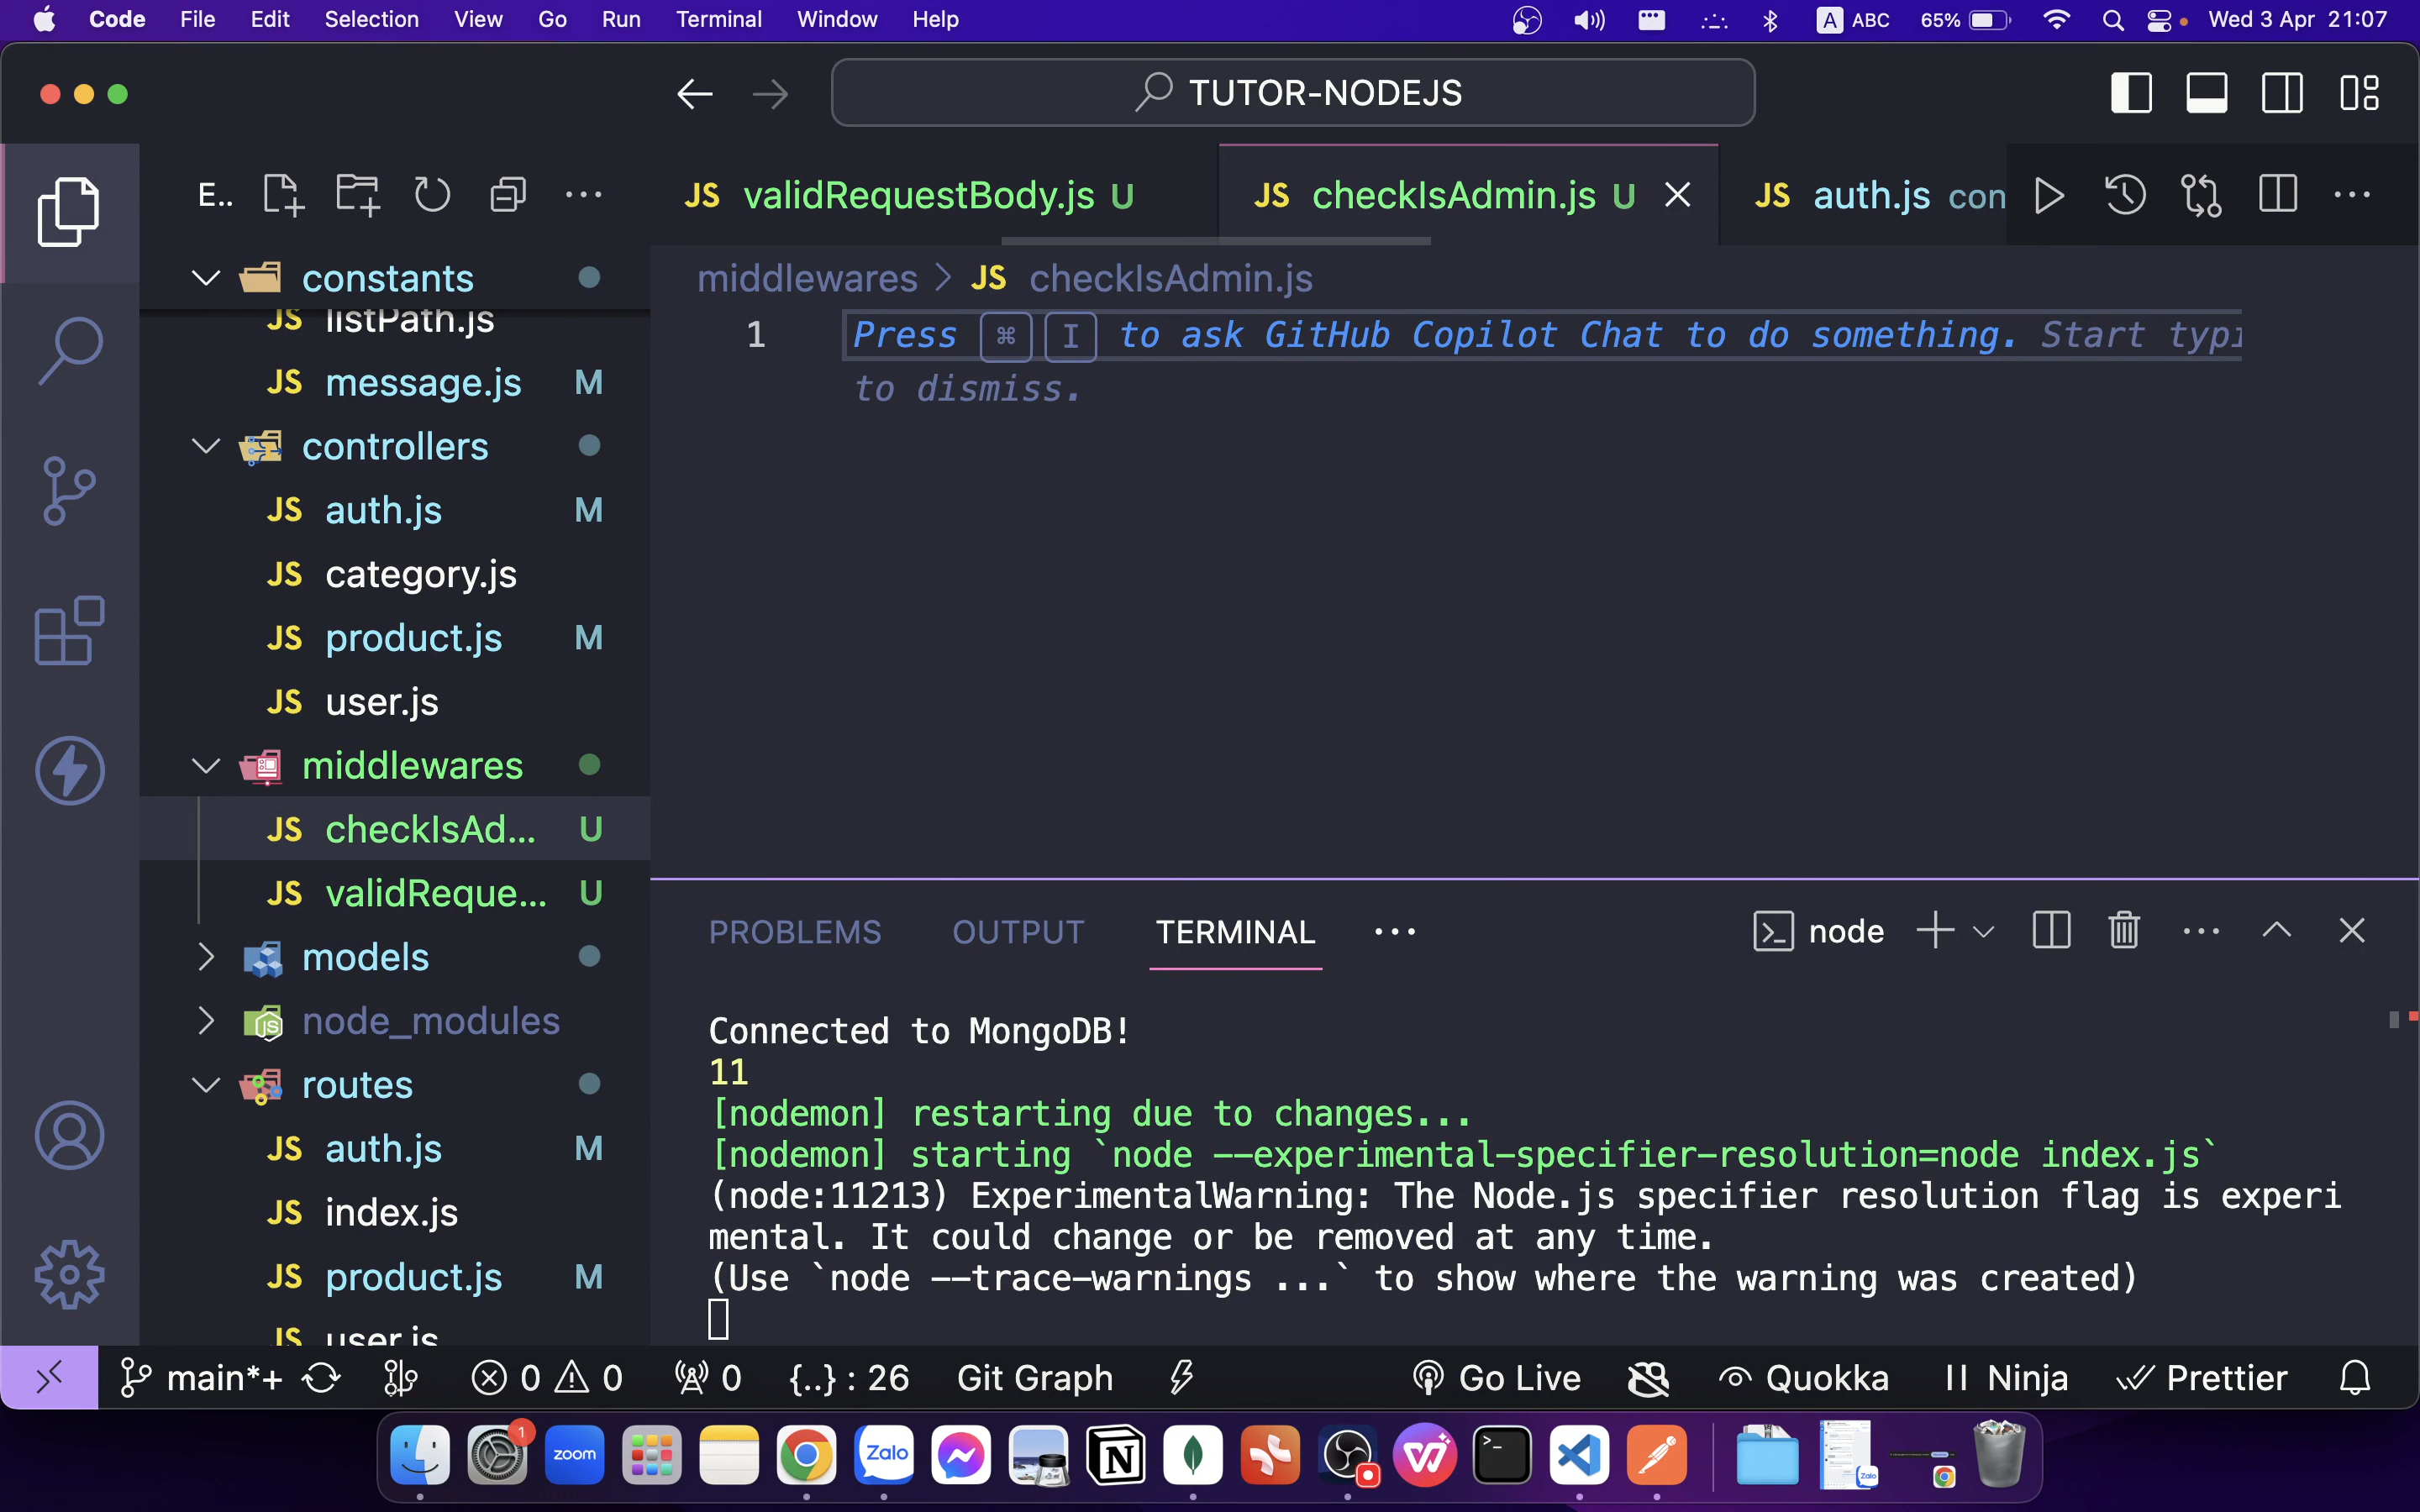 Code File Edit Selection View Go Run Terminal Window Help A ABC 65% Wed 3 Apr 21:07
TUTOR-NODEJS
E.. JS validRequestBody.js U JS checkIsAdmin.js U JS auth.js con
constants
JS listPath.js
JS message.js M
controllers
JS auth.js M
JS category.js
JS product.js M
JS user.js
middlewares
JS checkIsAd... U
JS validReque... U
models
node_modules
routes
JS auth.js M
JS index.js
JS product.js M
JS user.js
middlewares > JS checkIsAdmin.js
1 Press ⌘ I to ask GitHub Copilot Chat to do something. Start typi
to dismiss.
PROBLEMS OUTPUT TERMINAL ... node
Connected to MongoDB!
11
[nodemon] restarting due to changes...
[nodemon] starting `node --experimental-specifier-resolution=node index.js`
(node:11213) ExperimentalWarning: The Node.js specifier resolution flag is experi
mental. It could change or be removed at any time.
(Use `node --trace-warnings ...` to show where the warning was created)
main*+ 0 0 0 {..} : 26 Git Graph Go Live Quokka Ninja Prettier
1 zoom Zalo N Zalo